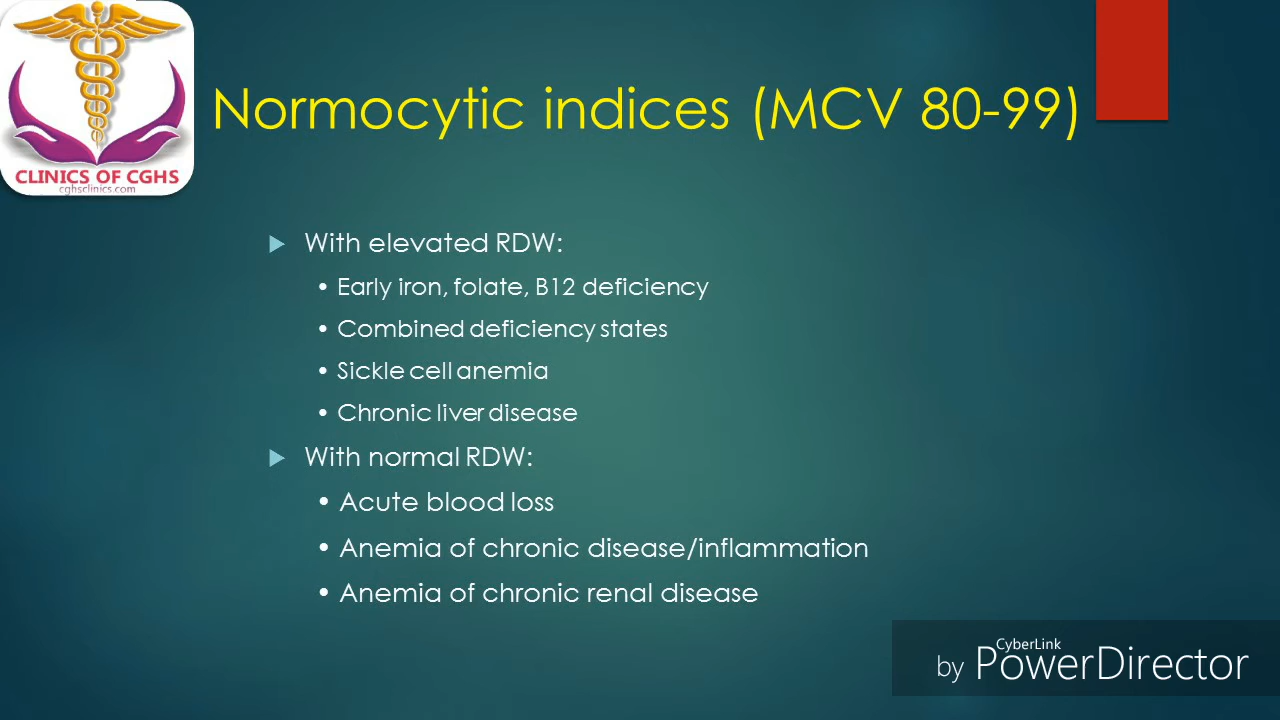 CLINICS OF CGHS
cghsclinics.com
Normocytic indices (MCV 80-99)
With elevated RDW:
• Early iron, folate, B12 deficiency
• Combined deficiency states
• Sickle cell anemia
• Chronic liver disease
With normal RDW:
• Acute blood loss
• Anemia of chronic disease/inflammation
• Anemia of chronic renal disease
CyberLink
by PowerDirector